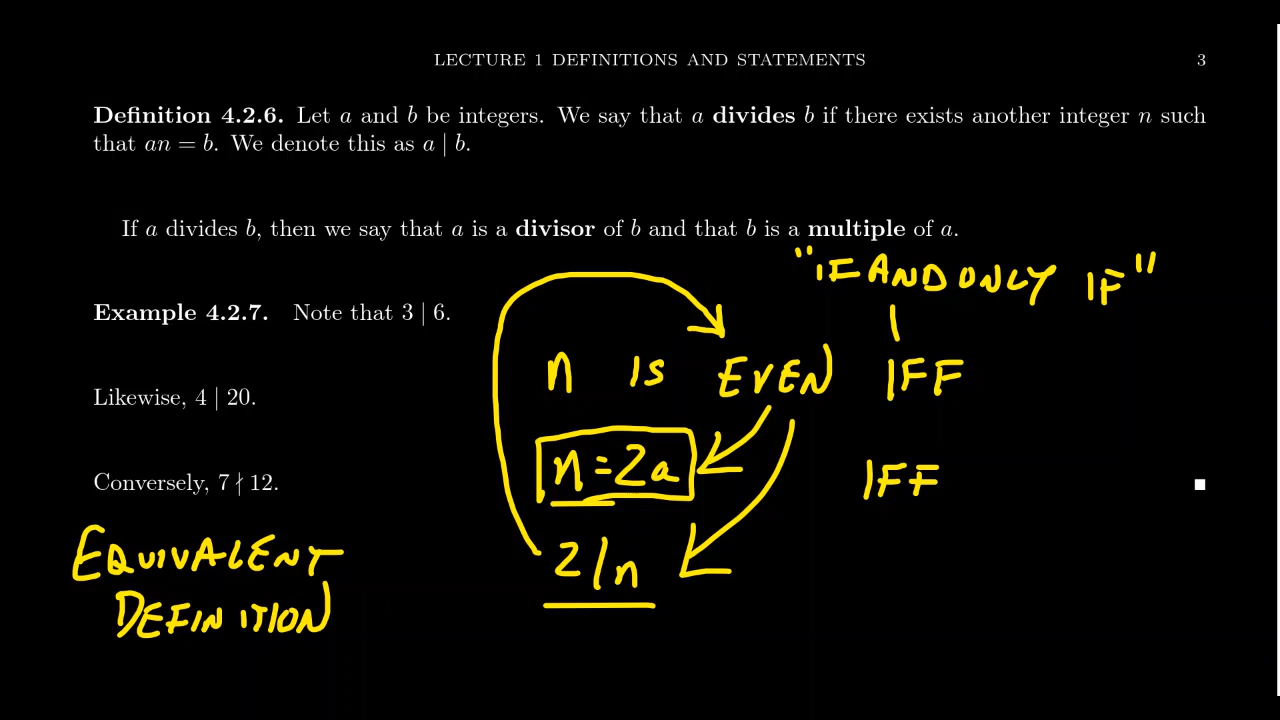 LECTURE 1 DEFINITIONS AND STATEMENTS 3
Definition 4.2.6. Let a and b be integers. We say that a divides b if there exists another integer n such
that an = b. We denote this as a | b.
If a divides b, then we say that a is a divisor of b and that b is a multiple of a.
"IF AND ONLY IF"
Example 4.2.7. Note that 3 | 6.
n is EVEN IFF
Likewise, 4 | 20.
n = 2a IFF
Conversely, 7 ∤ 12.
EQUIVALENT
2 | n
DEFINITION